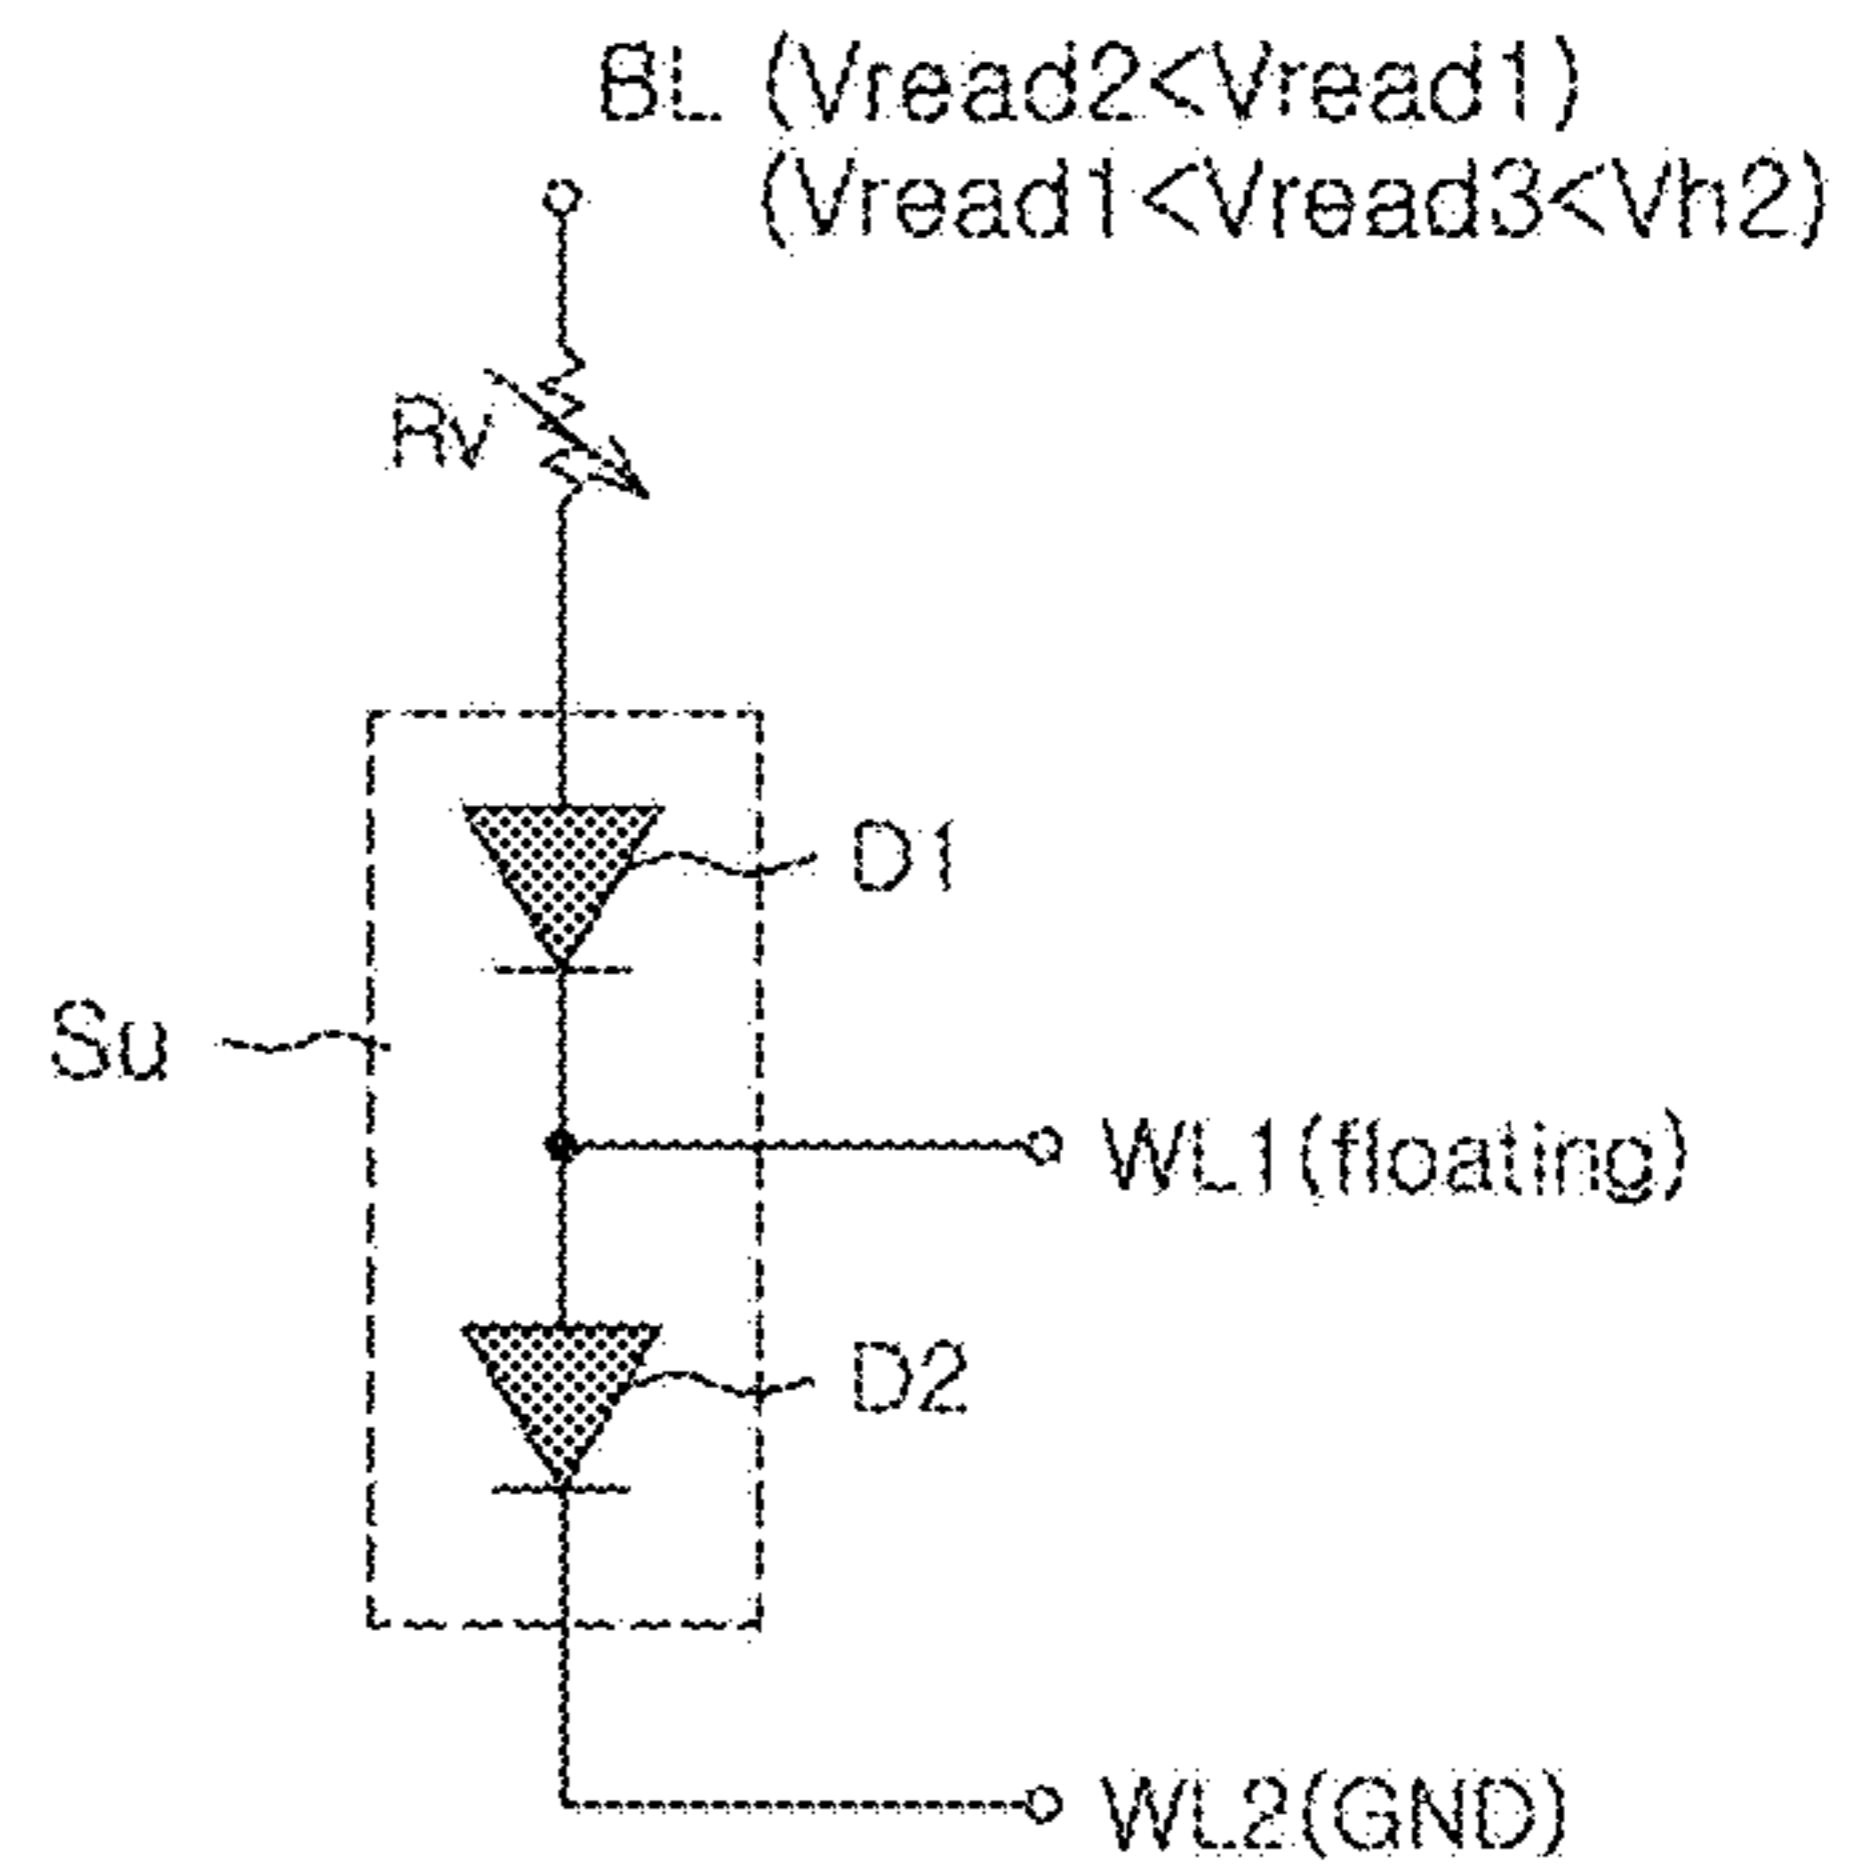 BL (Vread2<Vread1)
(Vread1<Vread3<Vh2)
Rv
D1
Su
WL1(floating)
D2
WL2(GND)